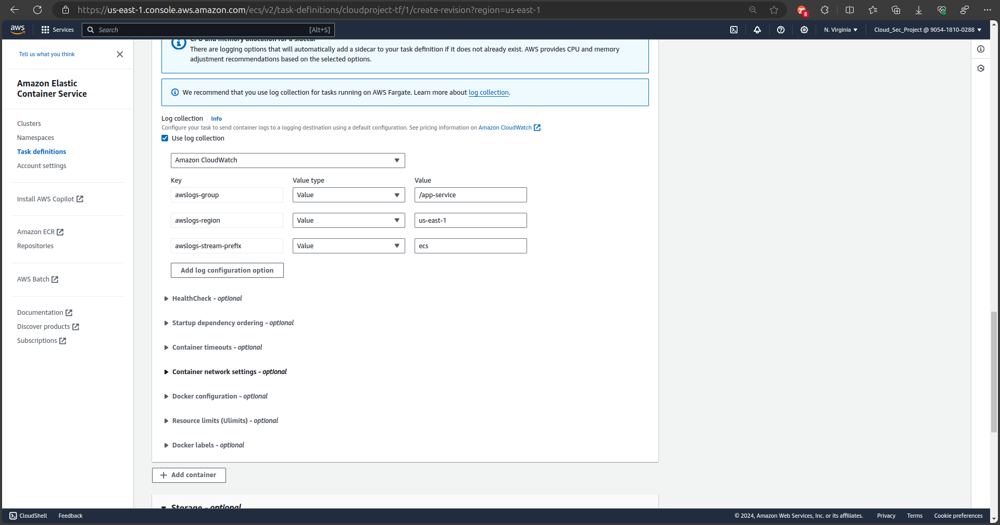 https://us-east-1.console.aws.amazon.com/ecs/v2/task-definitions/cloudproject-tf/1/create-revision?region=us-east-1
8
aws
Services
Search
[Alt+S]
N. Virginia
Cloud_Sec_Project @ 9054-1810-0288
Tell us what you think
Amazon Elastic
Container Service
Clusters
Namespaces
Task definitions
Account settings
Install AWS Copilot
Amazon ECR
Repositories
AWS Batch
Documentation
Discover products
Subscriptions
CPU and memory allocation for a sidecar
There are logging options that will automatically add a sidecar to your task definition if it does not already exist. AWS provides CPU and memory
adjustment recommendations based on the selected options.
We recommend that you use log collection for tasks running on AWS Fargate. Learn more about log collection.
Log collection
Info
Configure your task to send container logs to a logging destination using a default configuration. See pricing information on Amazon CloudWatch.
Use log collection
Amazon CloudWatch
Key
Value type
Value
awslogs-group
Value
/app-service
awslogs-region
Value
us-east-1
awslogs-stream-prefix
Value
ecs
Add log configuration option
HealthCheck - optional
Startup dependency ordering - optional
Container timeouts - optional
Container network settings - optional
Docker configuration - optional
Resource limits (Ulimits) - optional
Docker labels - optional
Add container
Storage - optional
CloudShell
Feedback
© 2024, Amazon Web Services, Inc. or its affiliates.
Privacy
Terms
Cookie preferences